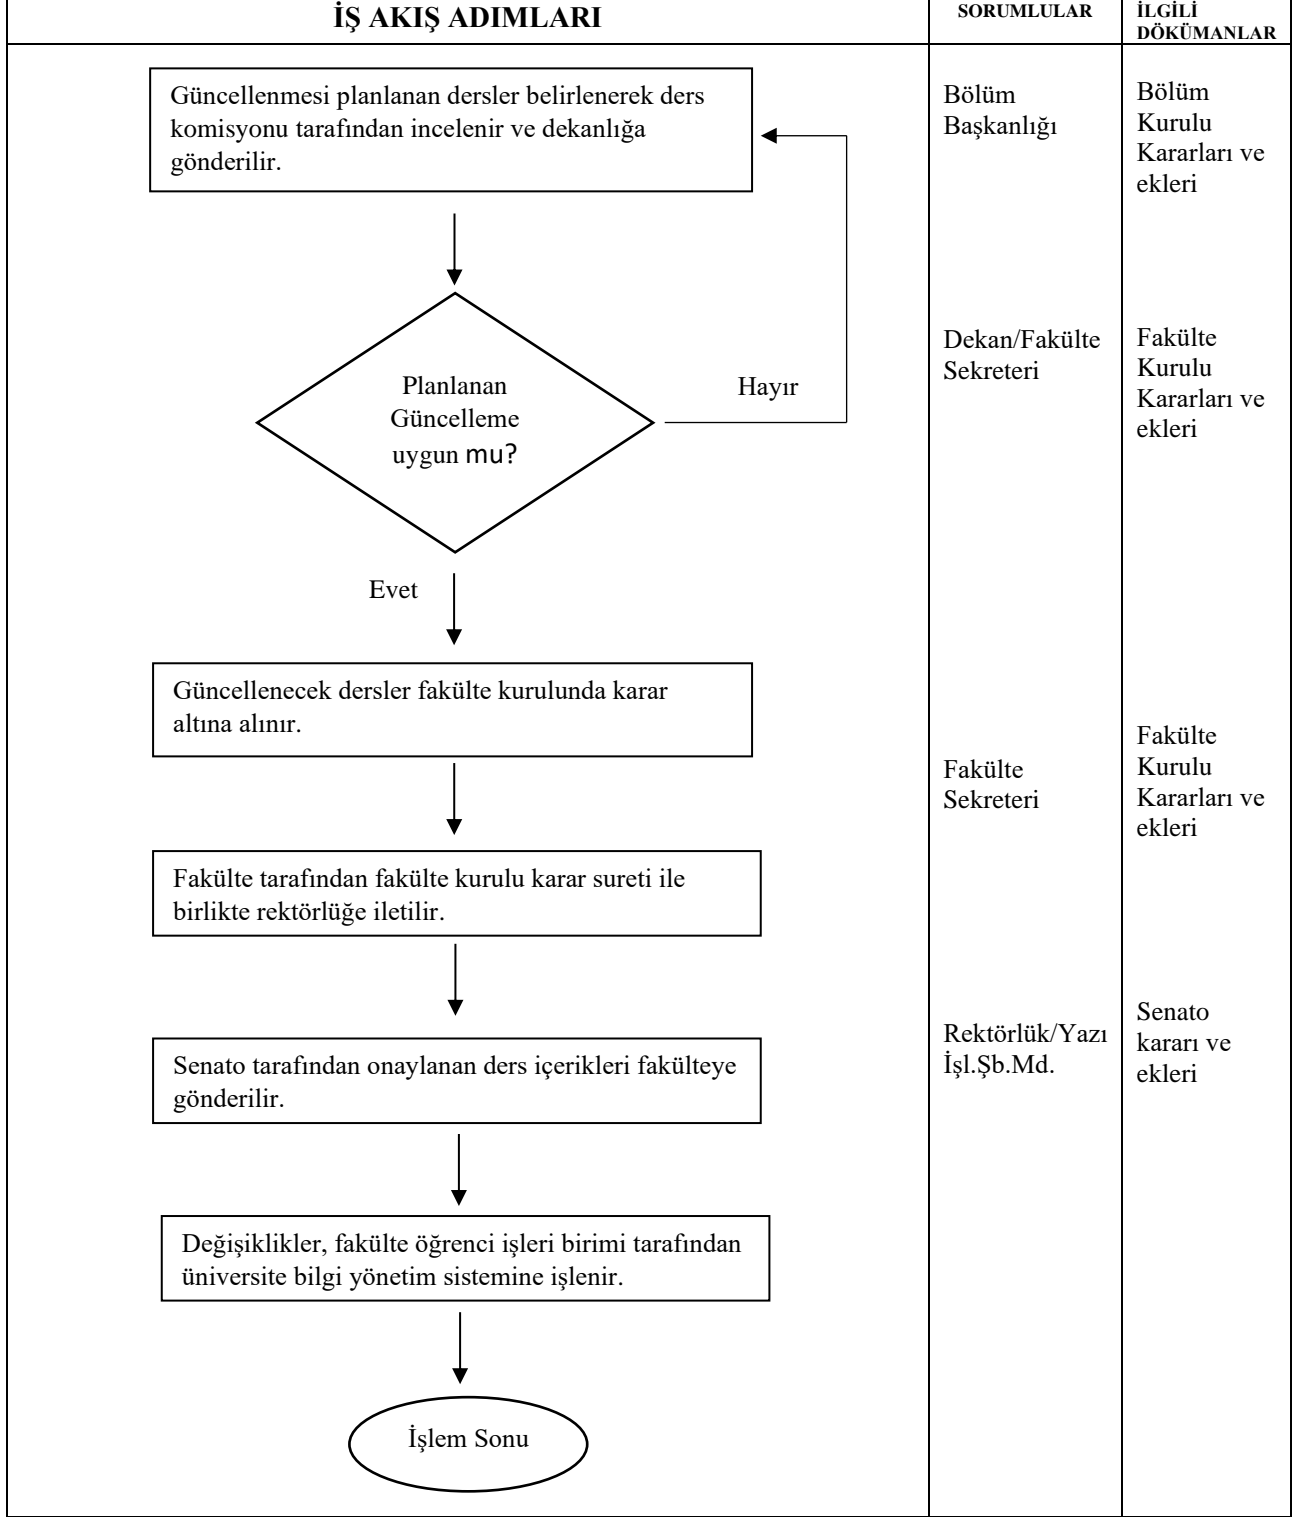 İŞ AKIŞ ADIMLARI
SORUMLULAR
İLGİLİ
DÖKÜMANLAR
Güncellenmesi planlanan dersler belirlenerek ders
komisyonu tarafından incelenir ve dekanlığa
gönderilir.
Bölüm
Başkanlığı
Bölüm
Kurulu
Kararları ve
ekleri
Planlanan
Güncelleme
uygun mu?
Hayır
Dekan/Fakülte
Sekreteri
Fakülte
Kurulu
Kararları ve
ekleri
Evet
Güncellenecek dersler fakülte kurulunda karar
altına alınır.
Fakülte
Sekreteri
Fakülte
Kurulu
Kararları ve
ekleri
Fakülte tarafından fakülte kurulu karar sureti ile
birlikte rektörlüğe iletilir.
Senato tarafından onaylanan ders içerikleri fakülteye
gönderilir.
Rektörlük/Yazı
İşl.Şb.Md.
Senato
kararı ve
ekleri
Değişiklikler, fakülte öğrenci işleri birimi tarafından
üniversite bilgi yönetim sistemine işlenir.
İşlem Sonu